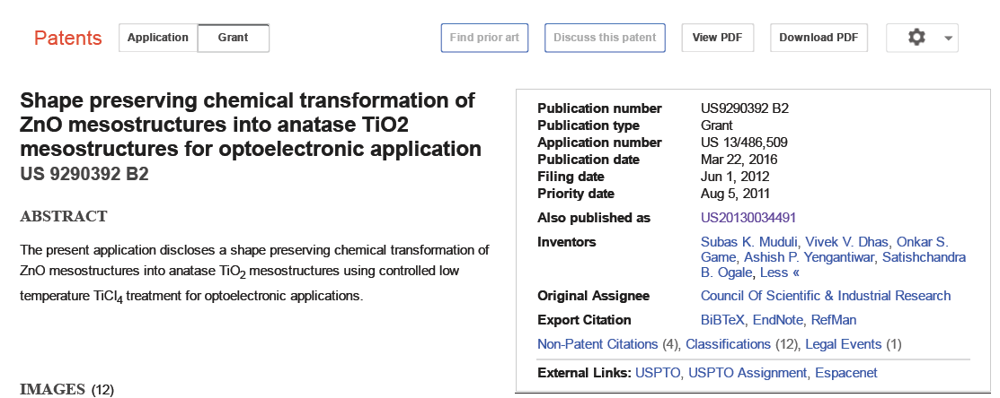 Patents
Application
Grant
Find prior art
Discuss this patent
View PDF
Download PDF
Shape preserving chemical transformation of
ZnO mesostructures into anatase TiO2
mesostructures for optoelectronic application
US 9290392 B2
ABSTRACT
The present application discloses a shape preserving chemical transformation of
ZnO mesostructures into anatase TiO2 mesostructures using controlled low
temperature TiCl4 treatment for optoelectronic applications.
IMAGES (12)
Publication number US9290392 B2
Publication type Grant
Application number US 13/486,509
Publication date Mar 22, 2016
Filing date Jun 1, 2012
Priority date Aug 5, 2011
Also published as US20130034491
Inventors Subas K. Muduli, Vivek V. Dhas, Onkar S.
Game, Ashish P. Yengantiwar, Satishchandra
B. Ogale, Less «
Original Assignee Council Of Scientific & Industrial Research
Export Citation BiBTeX, EndNote, RefMan
Non-Patent Citations (4), Classifications (12), Legal Events (1)
External Links: USPTO, USPTO Assignment, Espacenet